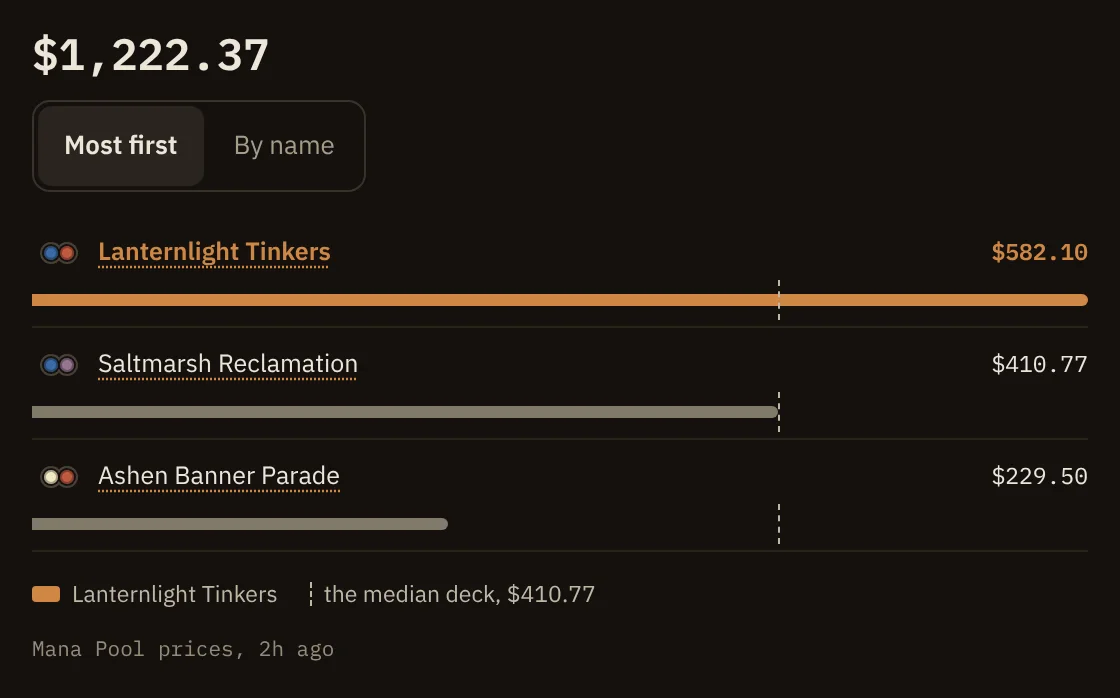 $1,222.37
Most first By name
Lanternlight Tinkers $582.10
Saltmarsh Reclamation $410.77
Ashen Banner Parade $229.50
Lanternlight Tinkers the median deck, $410.77
Mana Pool prices, 2h ago